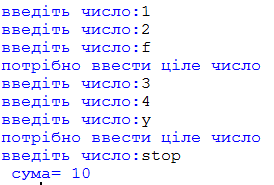 введіть число:1
введіть число:2
введіть число:f
потрібно ввести ціле число
введіть число:3
введіть число:4
введіть число:y
потрібно ввести ціле число
введіть число:stop
сума= 10